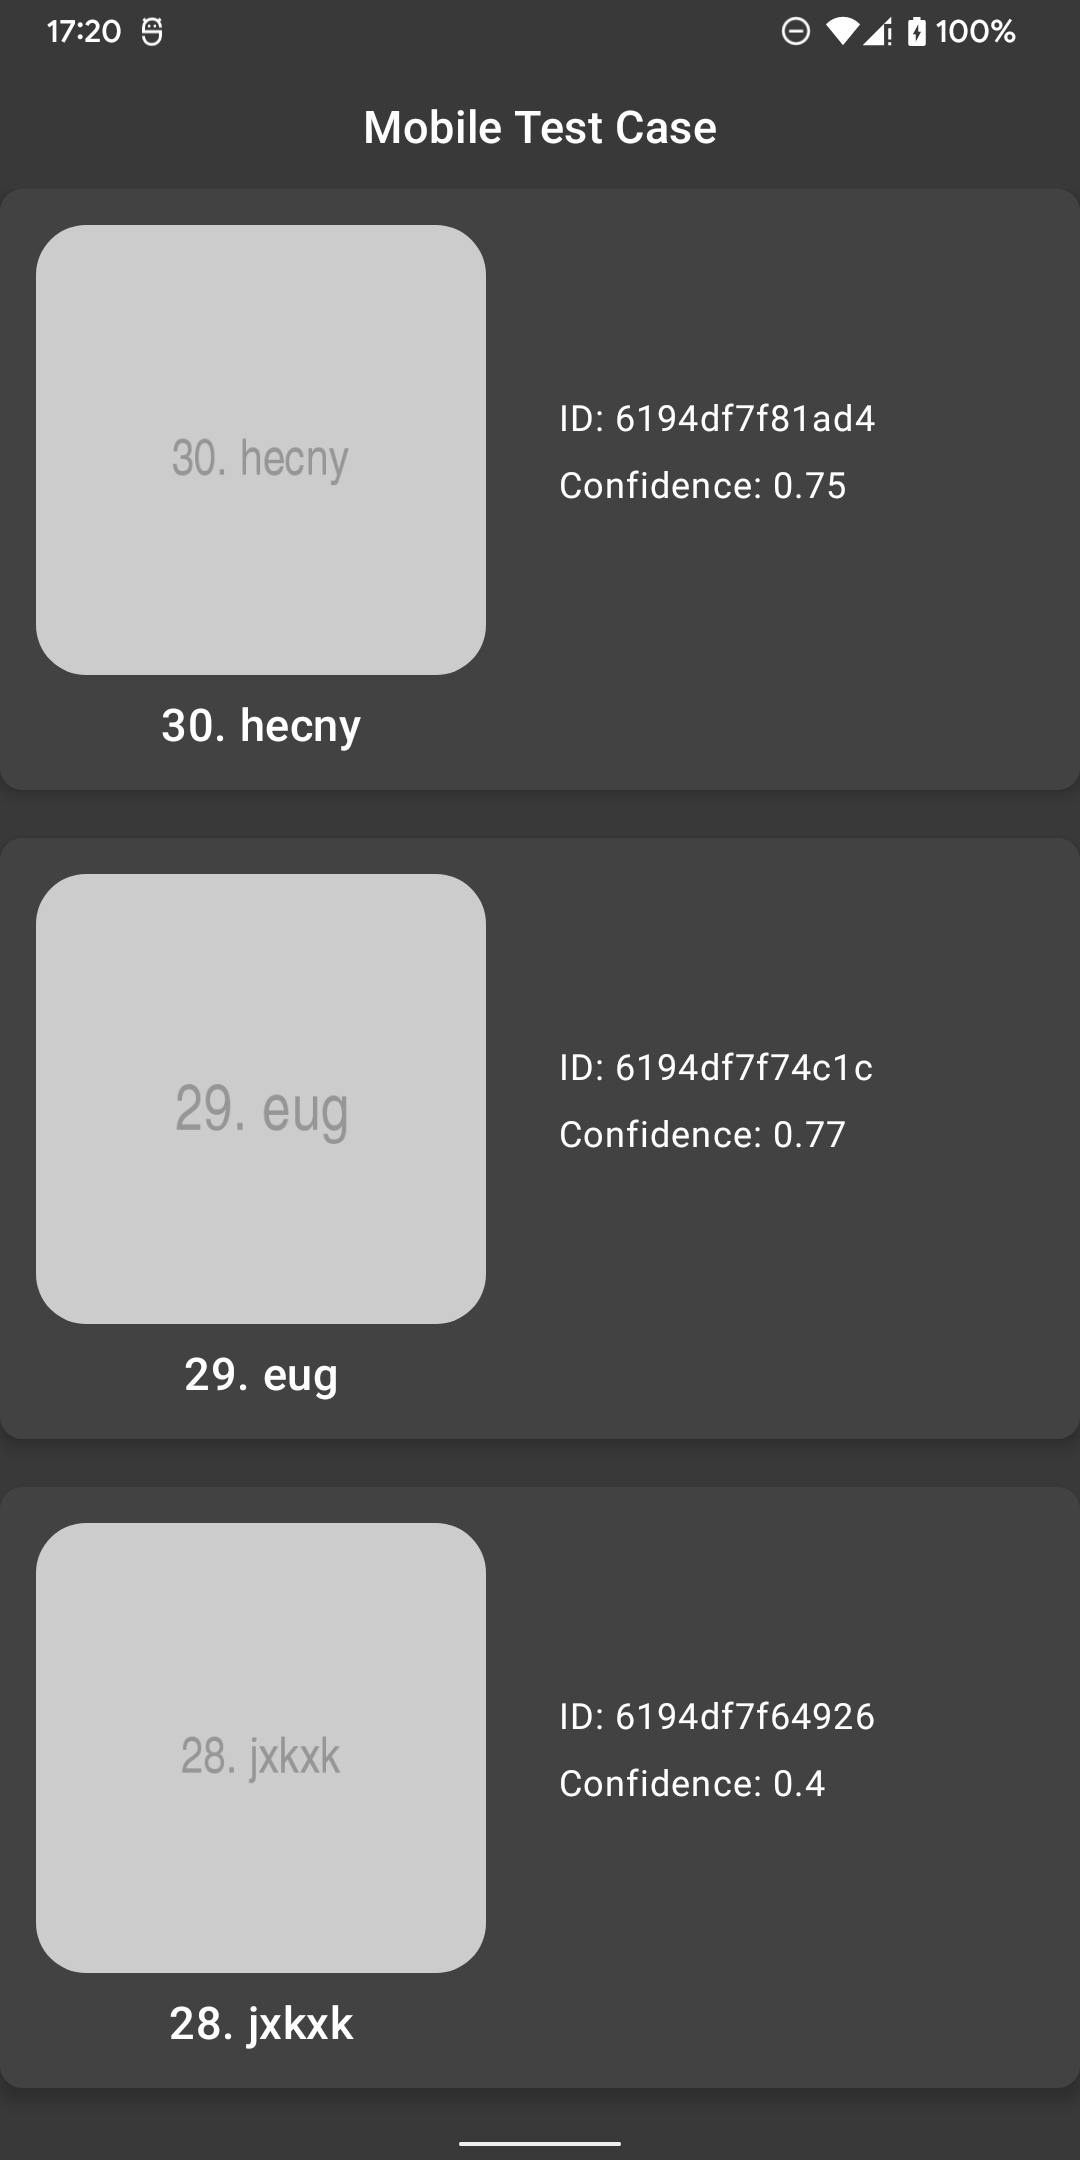 17:20
100%
Mobile Test Case
30. hecny
ID: 6194df7f81ad4
Confidence: 0.75
30. hecny
29. eug
ID: 6194df7f74c1c
Confidence: 0.77
29. eug
28. jxkxk
ID: 6194df7f64926
Confidence: 0.4
28. jxkxk